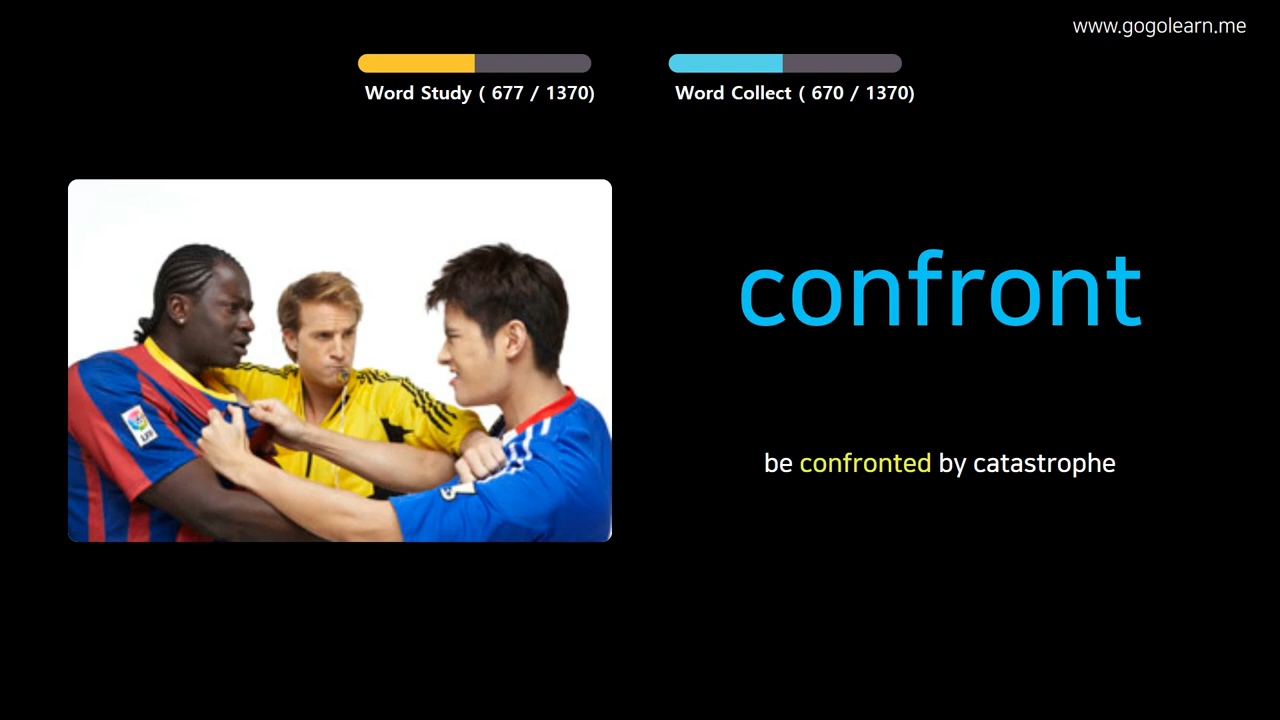 www.gogolearn.me
Word Study ( 677 / 1370)
Word Collect ( 670 / 1370)
confront
be confronted by catastrophe